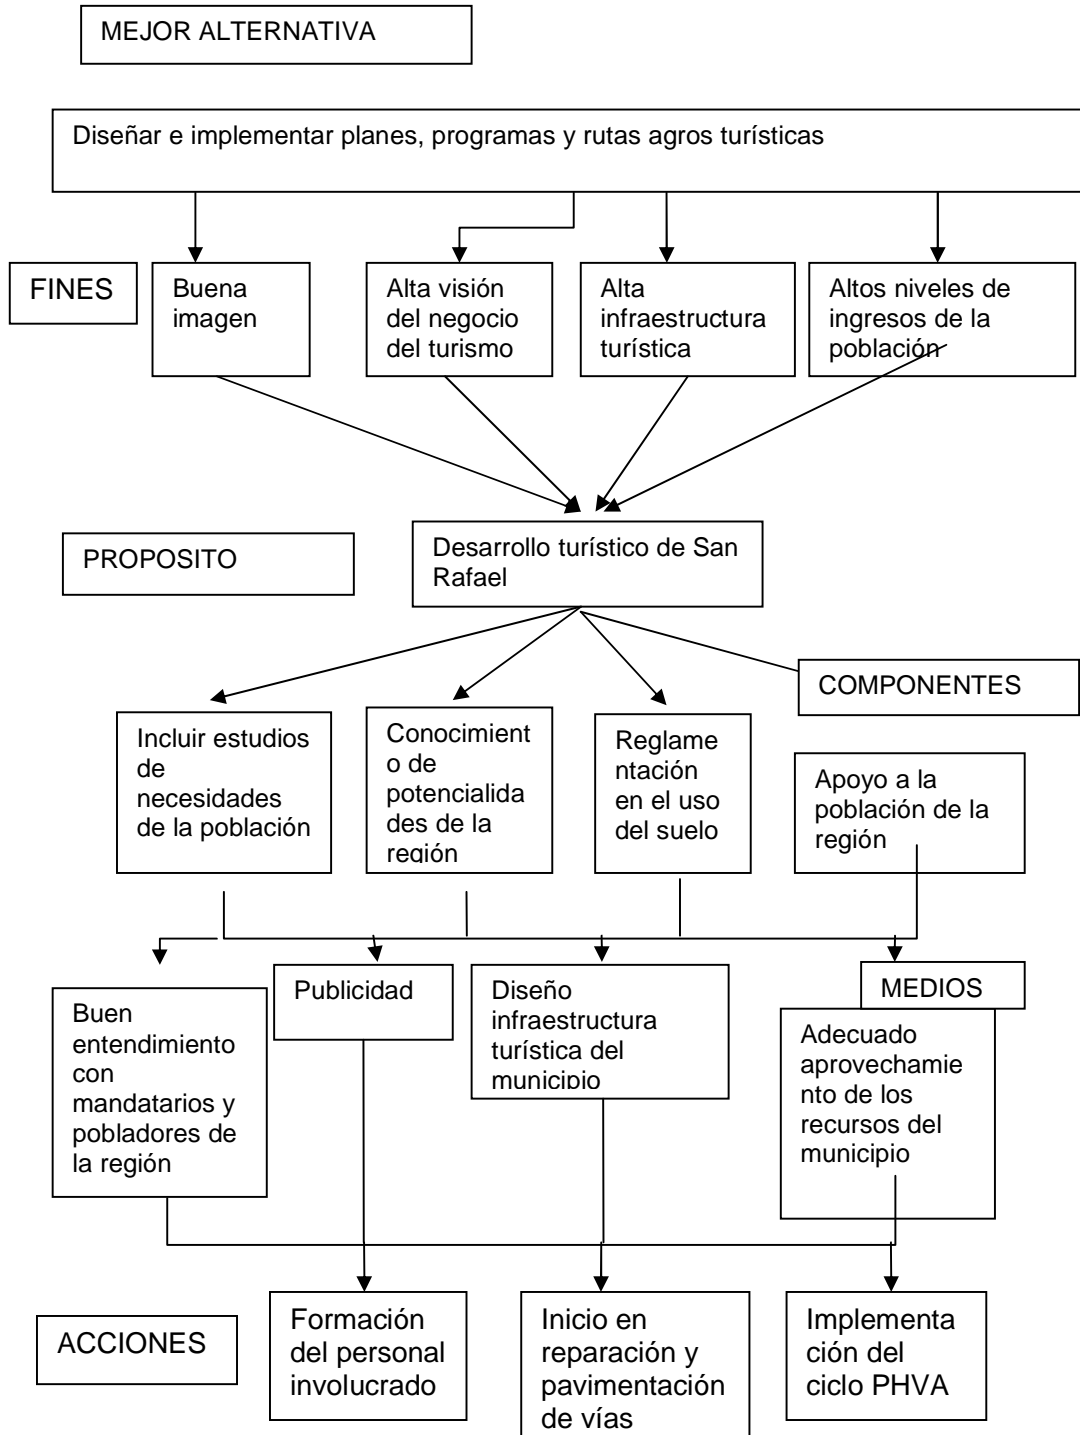 MEJOR ALTERNATIVA
Diseñar e implementar planes, programas y rutas agros turísticas
FINES
Buena
imagen
Alta visión
del negocio
del turismo
Alta
infraestructura
turística
Altos niveles de
ingresos de la
población
PROPOSITO
Desarrollo turístico de San
Rafael
COMPONENTES
Incluir estudios
de
necesidades
de la población
Conocimient
o de
potencialida
des de la
región
Reglame
ntación
en el uso
del suelo
Apoyo a la
población de la
región
Buen
entendimiento
con
mandatarios y
pobladores de
la región
Publicidad
Diseño
infraestructura
turística del
municipio
MEDIOS
Adecuado
aprovechamie
nto de los
recursos del
municipio
ACCIONES
Formación
del personal
involucrado
Inicio en
reparación y
pavimentación
de vías
Implementa
ción del
ciclo PHVA